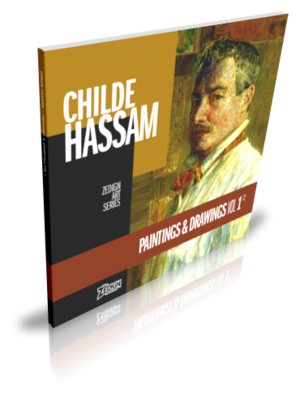 CHILDE
HASSAM
ZEDIGN
ART
SERIES
PAINTINGS & DRAWINGS VOL 1
ZEDIGN